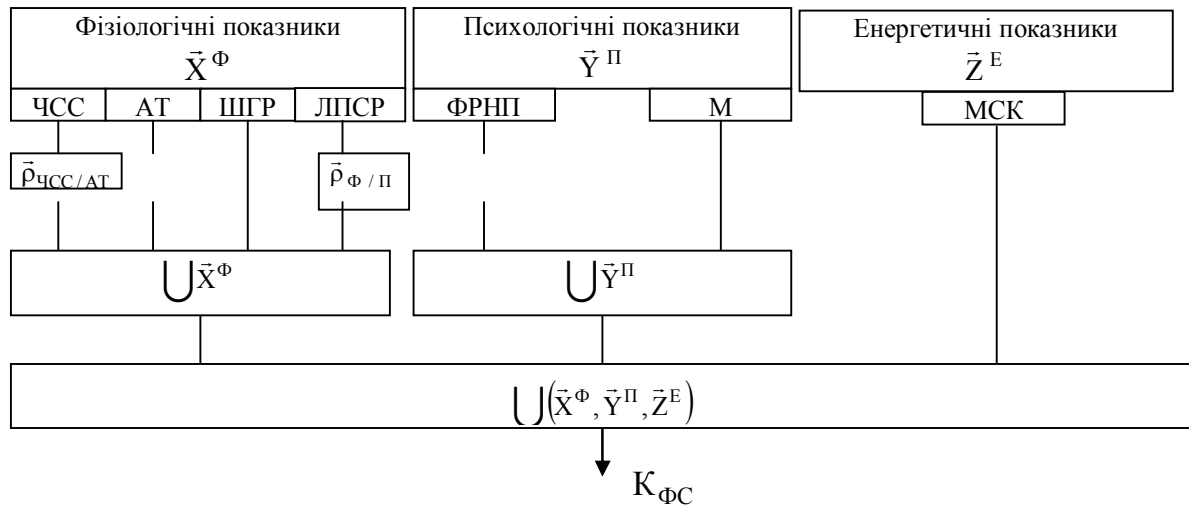 Фізіологічні показники
X⃗ Ф
Психологічні показники
Y⃗ П
Енергетичні показники
Z⃗ Е
ЧСС АТ ШГР ЛПСР
ФРНП М
МСК
ρ⃗ ЧСС/АТ
ρ⃗ Ф/П
⋃X⃗Ф
⋃Y⃗П
⋃(X⃗Ф, Y⃗П, Z⃗Е)
КФС